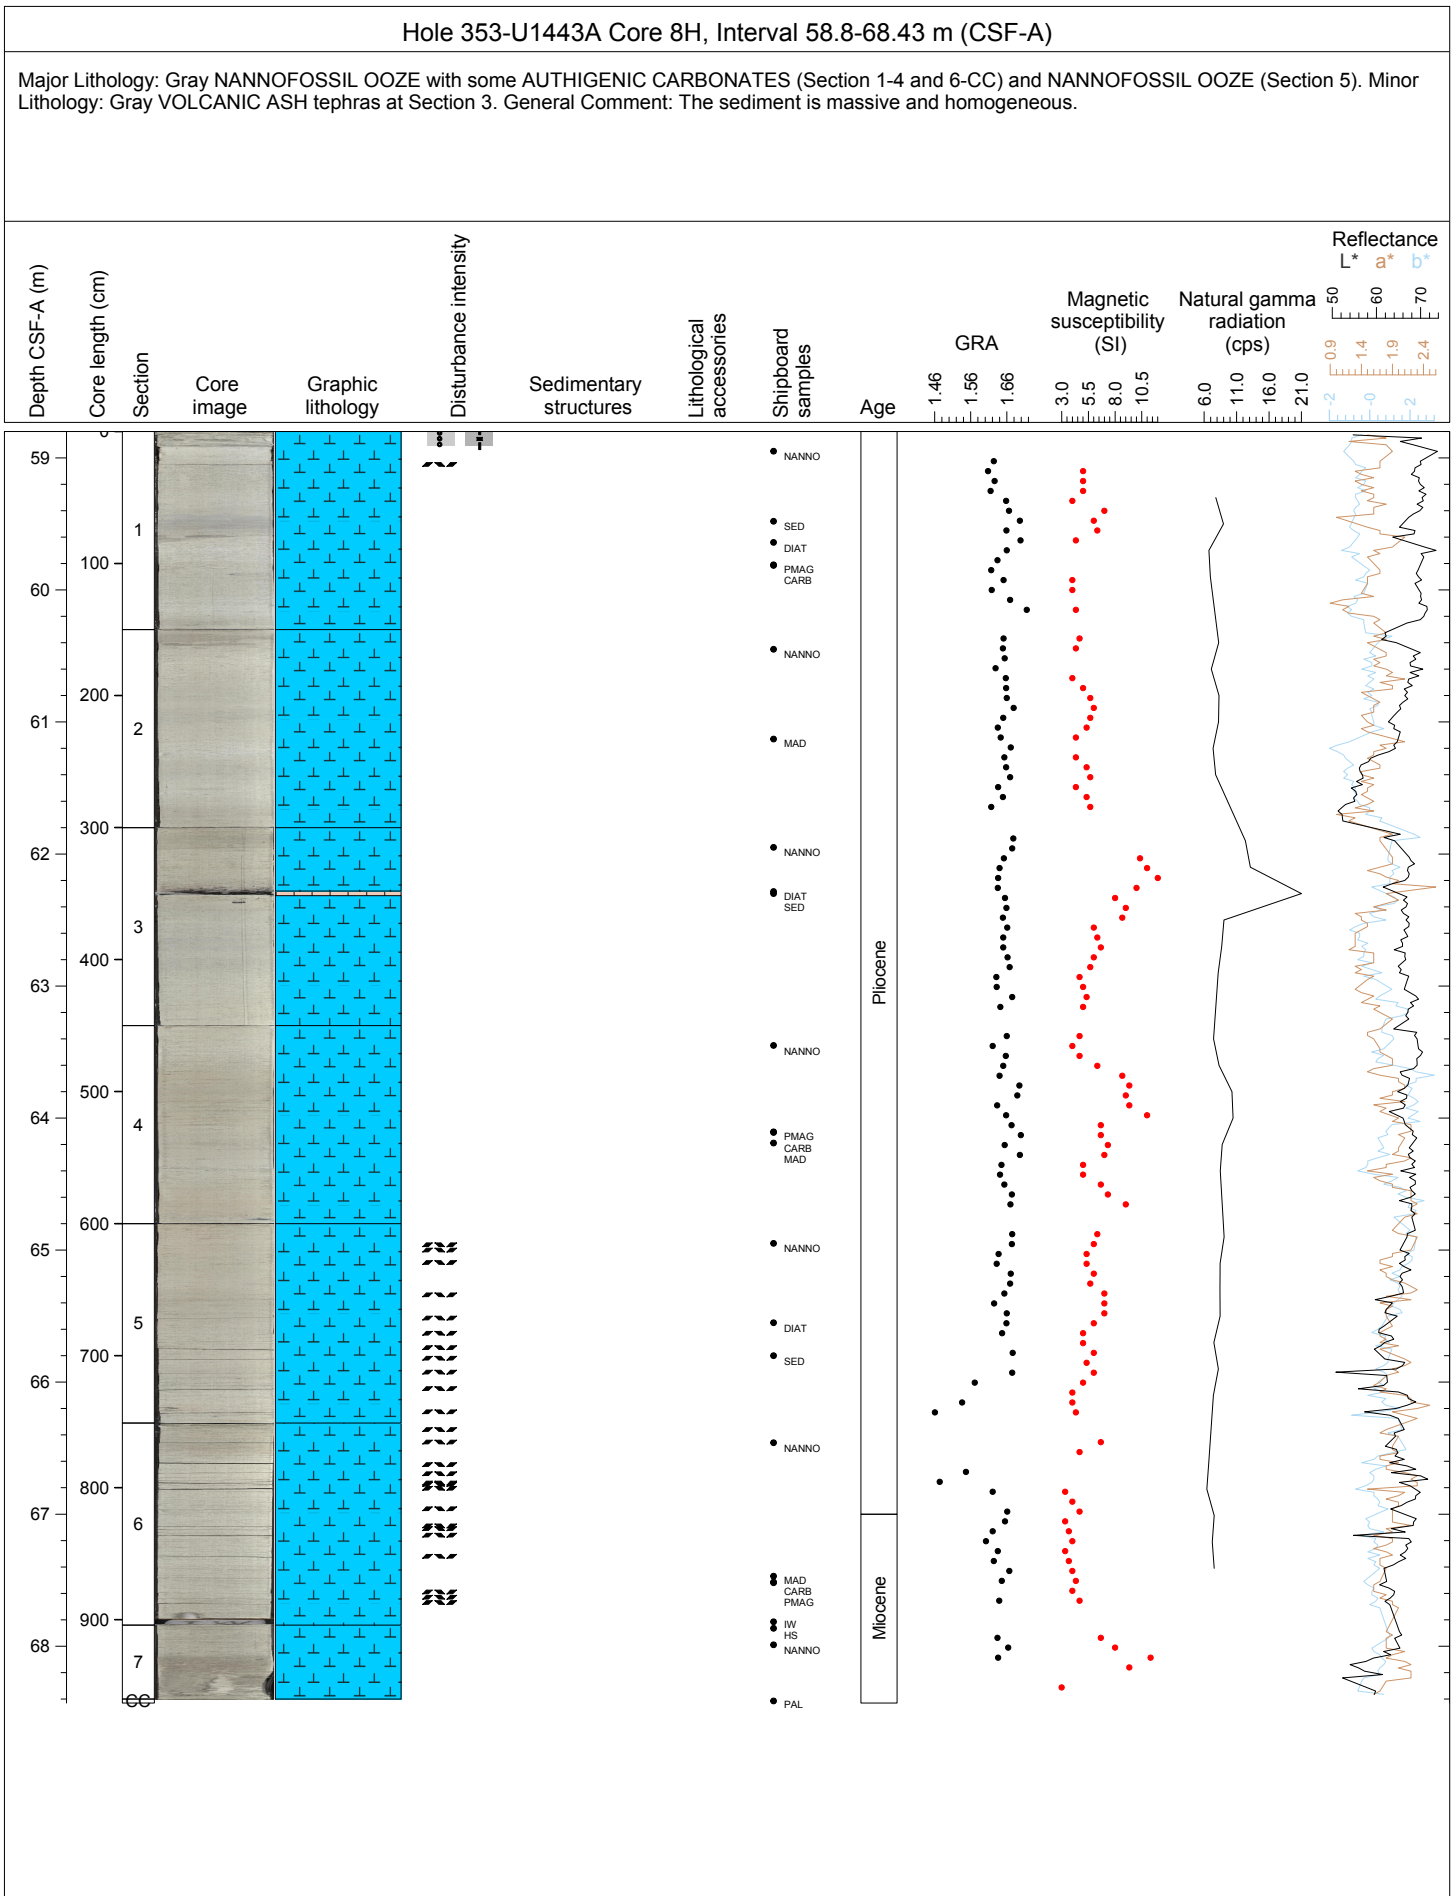 Hole 353-U1443A Core 8H, Interval 58.8-68.43 m (CSF-A)
Major Lithology: Gray NANNOFOSSIL OOZE with some AUTHIGENIC CARBONATES (Section 1-4 and 6-CC) and NANNOFOSSIL OOZE (Section 5). Minor
Lithology: Gray VOLCANIC ASH tephras at Section 3. General Comment: The sediment is massive and homogeneous.
Depth CSF-A (m)
Core length (cm)
Section
Core
image
Graphic
lithology
Disturbance intensity
Sedimentary
structures
Lithological
accessories
Shipboard
samples
Age
GRA
1.46 1.56 1.66
Magnetic
susceptibility
(SI)
3.0 5.5 8.0 10.5
Natural gamma
radiation
(cps)
6.0 11.0 16.0 21.0
Reflectance
L* a* b*
50 60 70
0.9 1.4 1.9 2.4
-2 -0 2
0
59
NANNO
1
SED
DIAT
100
PMAG
CARB
60
NANNO
200
61
2
MAD
300
62
NANNO
DIAT
SED
3
400
Pliocene
63
NANNO
500
64
4
PMAG
CARB
MAD
600
65
NANNO
5
DIAT
700
SED
66
NANNO
800
67
6
MAD
CARB
PMAG
Miocene
900
IW
HS
68
NANNO
7
CC
PAL